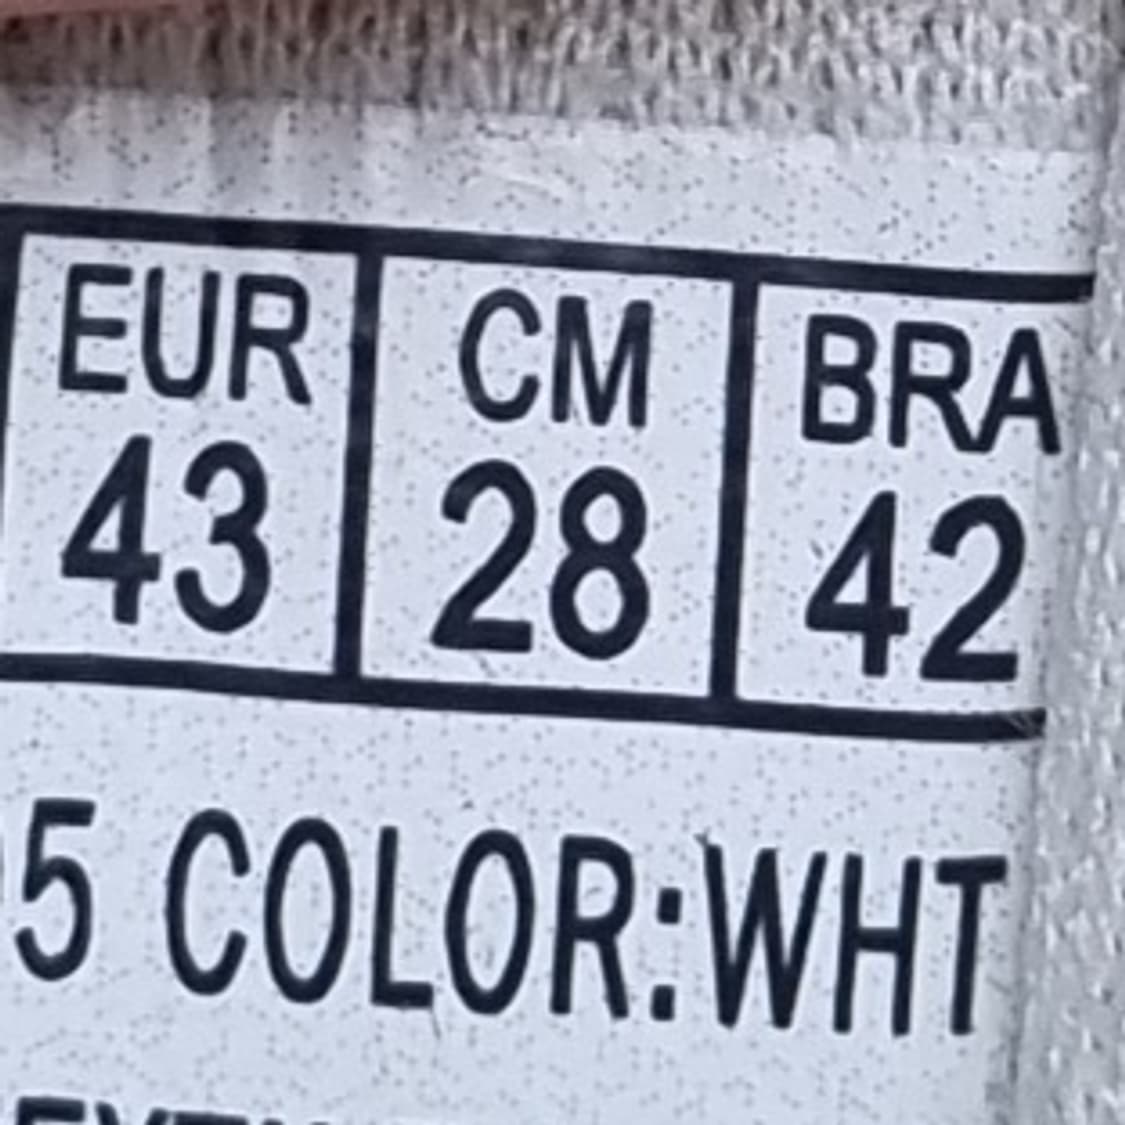 EUR CM BRA
43 28 42
5 COLOR:WHT